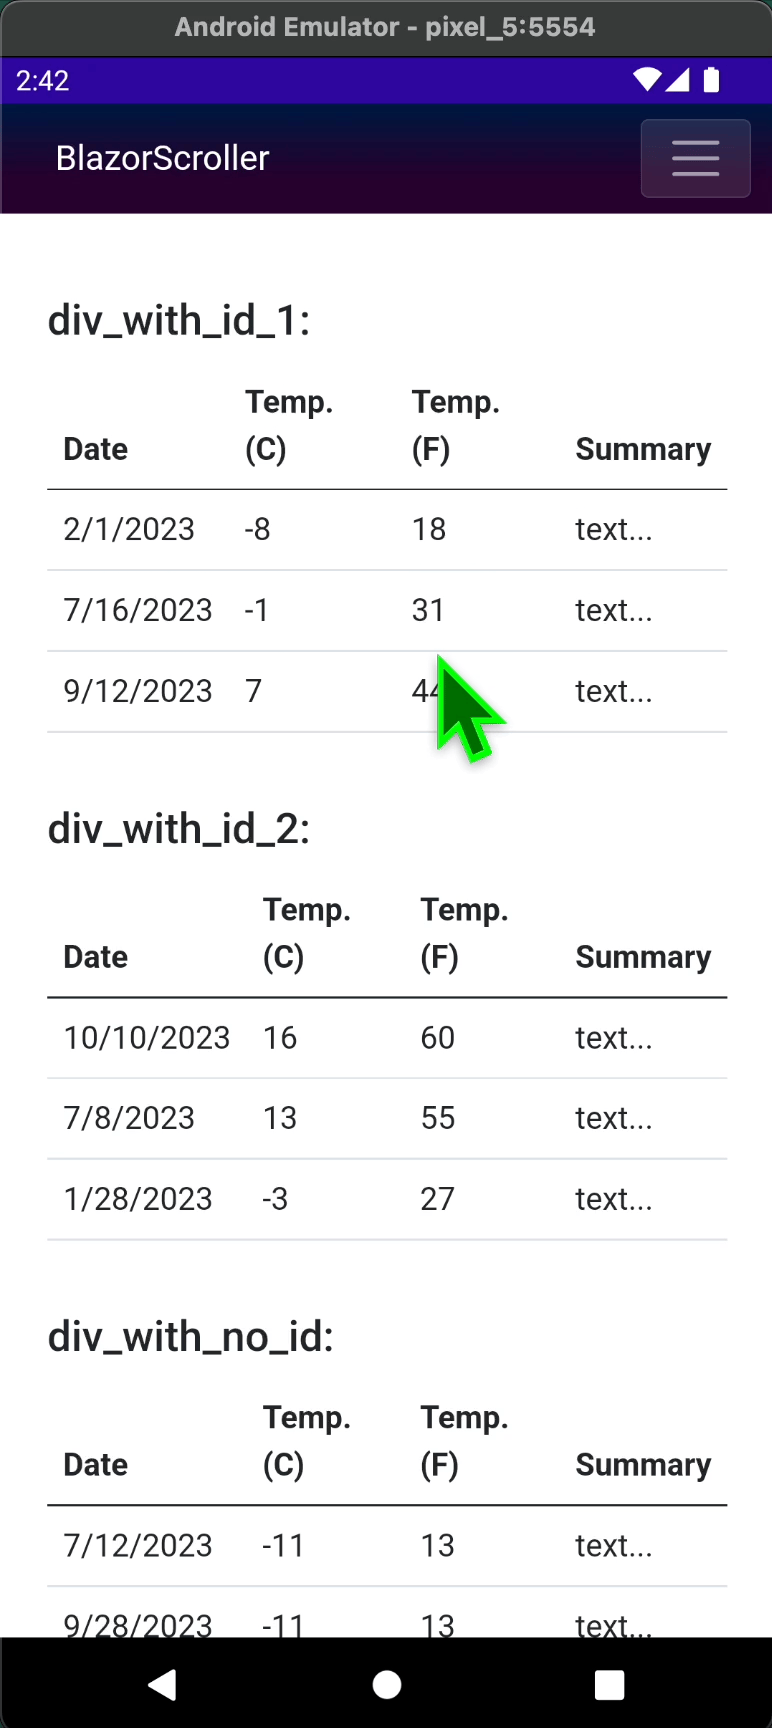 Android Emulator - pixel_5:5554
2:42
BlazorScroller
div_with_id_1:
Date Temp. (C) Temp. (F) Summary
2/1/2023 -8 18 text...
7/16/2023 -1 31 text...
9/12/2023 7 44 text...
div_with_id_2:
Date Temp. (C) Temp. (F) Summary
10/10/2023 16 60 text...
7/8/2023 13 55 text...
1/28/2023 -3 27 text...
div_with_no_id:
Date Temp. (C) Temp. (F) Summary
7/12/2023 -11 13 text...
9/28/2023 -11 13 text...